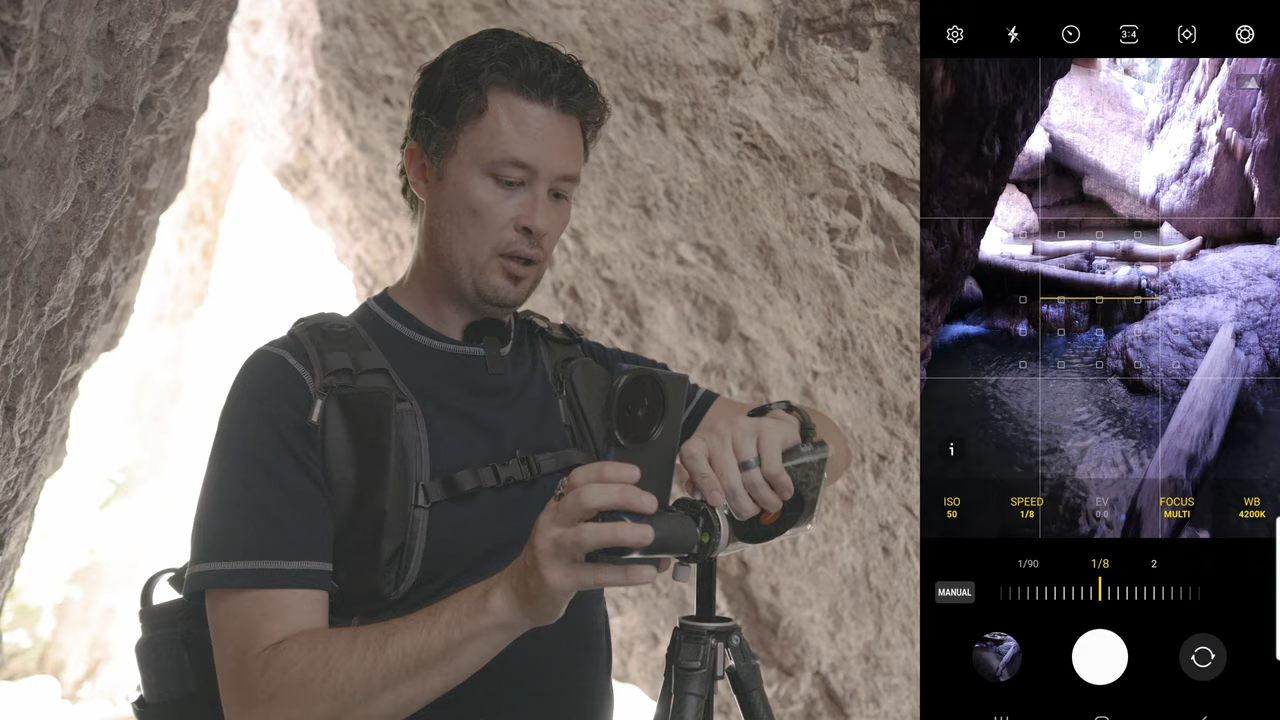 3:4
ISO SPEED EV FOCUS WB
50 1/8 0.0 MULTI 4200K
1/90 1/8 2
MANUAL